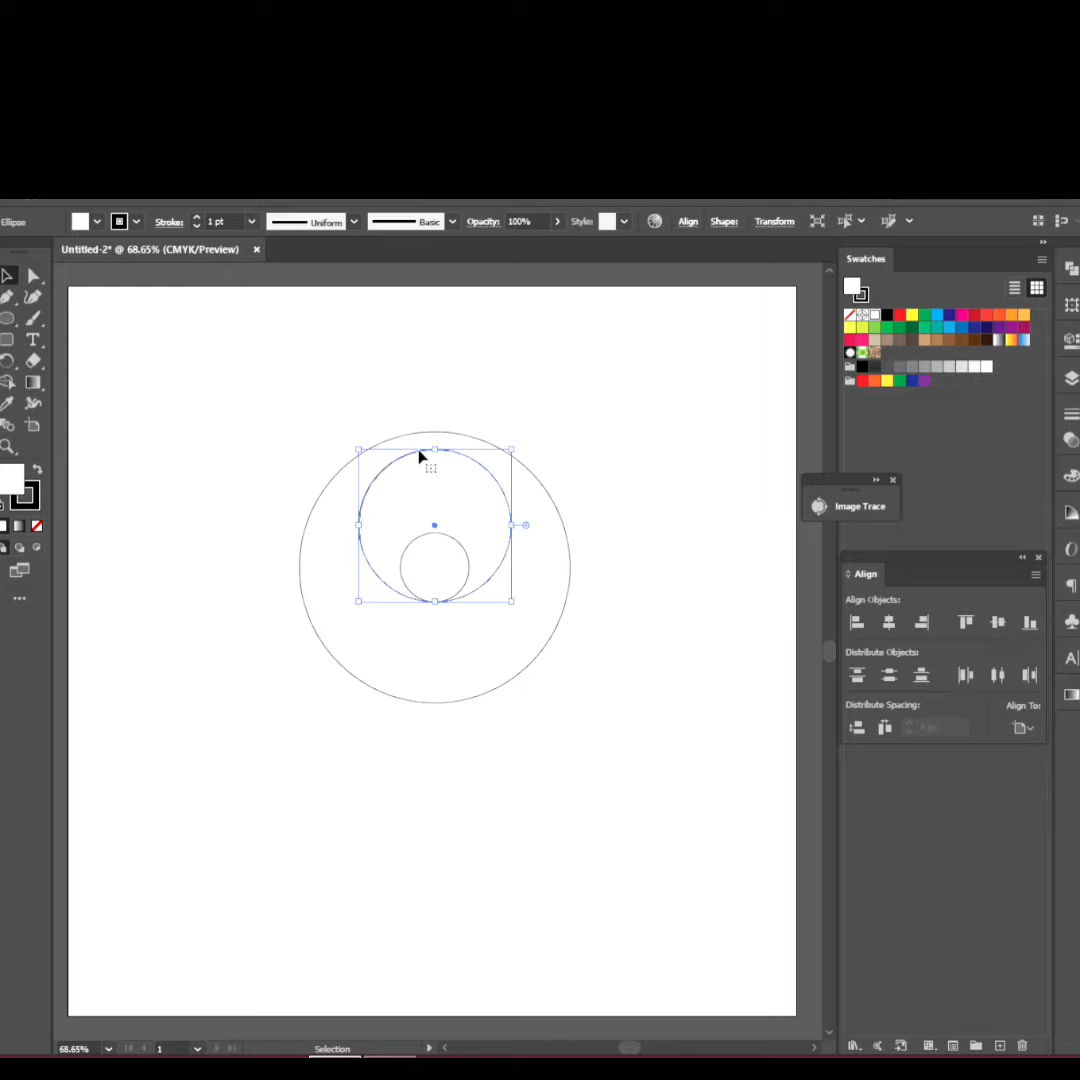 Ellipse Stroke: 1 pt Uniform Basic Opacity: 100% Style: Align Shape: Transform
Untitled-2* @ 68.65% (CMYK/Preview) ×
Swatches
Image Trace
Align
Align Objects:
Distribute Objects:
Distribute Spacing: Align To:
68.65% 1 Selection